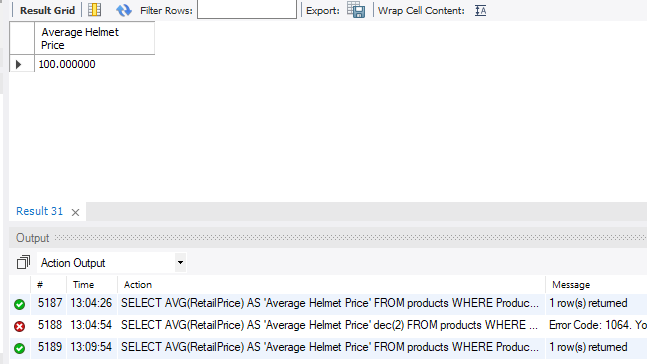 Result Grid Filter Rows: Export: Wrap Cell Content: IA
Average Helmet
Price
100.000000
Result 31 ×
Output
Action Output
# Time Action Message
5187 13:04:26 SELECT AVG(RetailPrice) AS 'Average Helmet Price' FROM products WHERE Produc... 1 row(s) returned
5188 13:04:54 SELECT AVG(RetailPrice) AS 'Average Helmet Price' dec(2) FROM products WHERE ... Error Code: 1064. Yo
5189 13:09:54 SELECT AVG(RetailPrice) AS 'Average Helmet Price' FROM products WHERE Produc... 1 row(s) returned